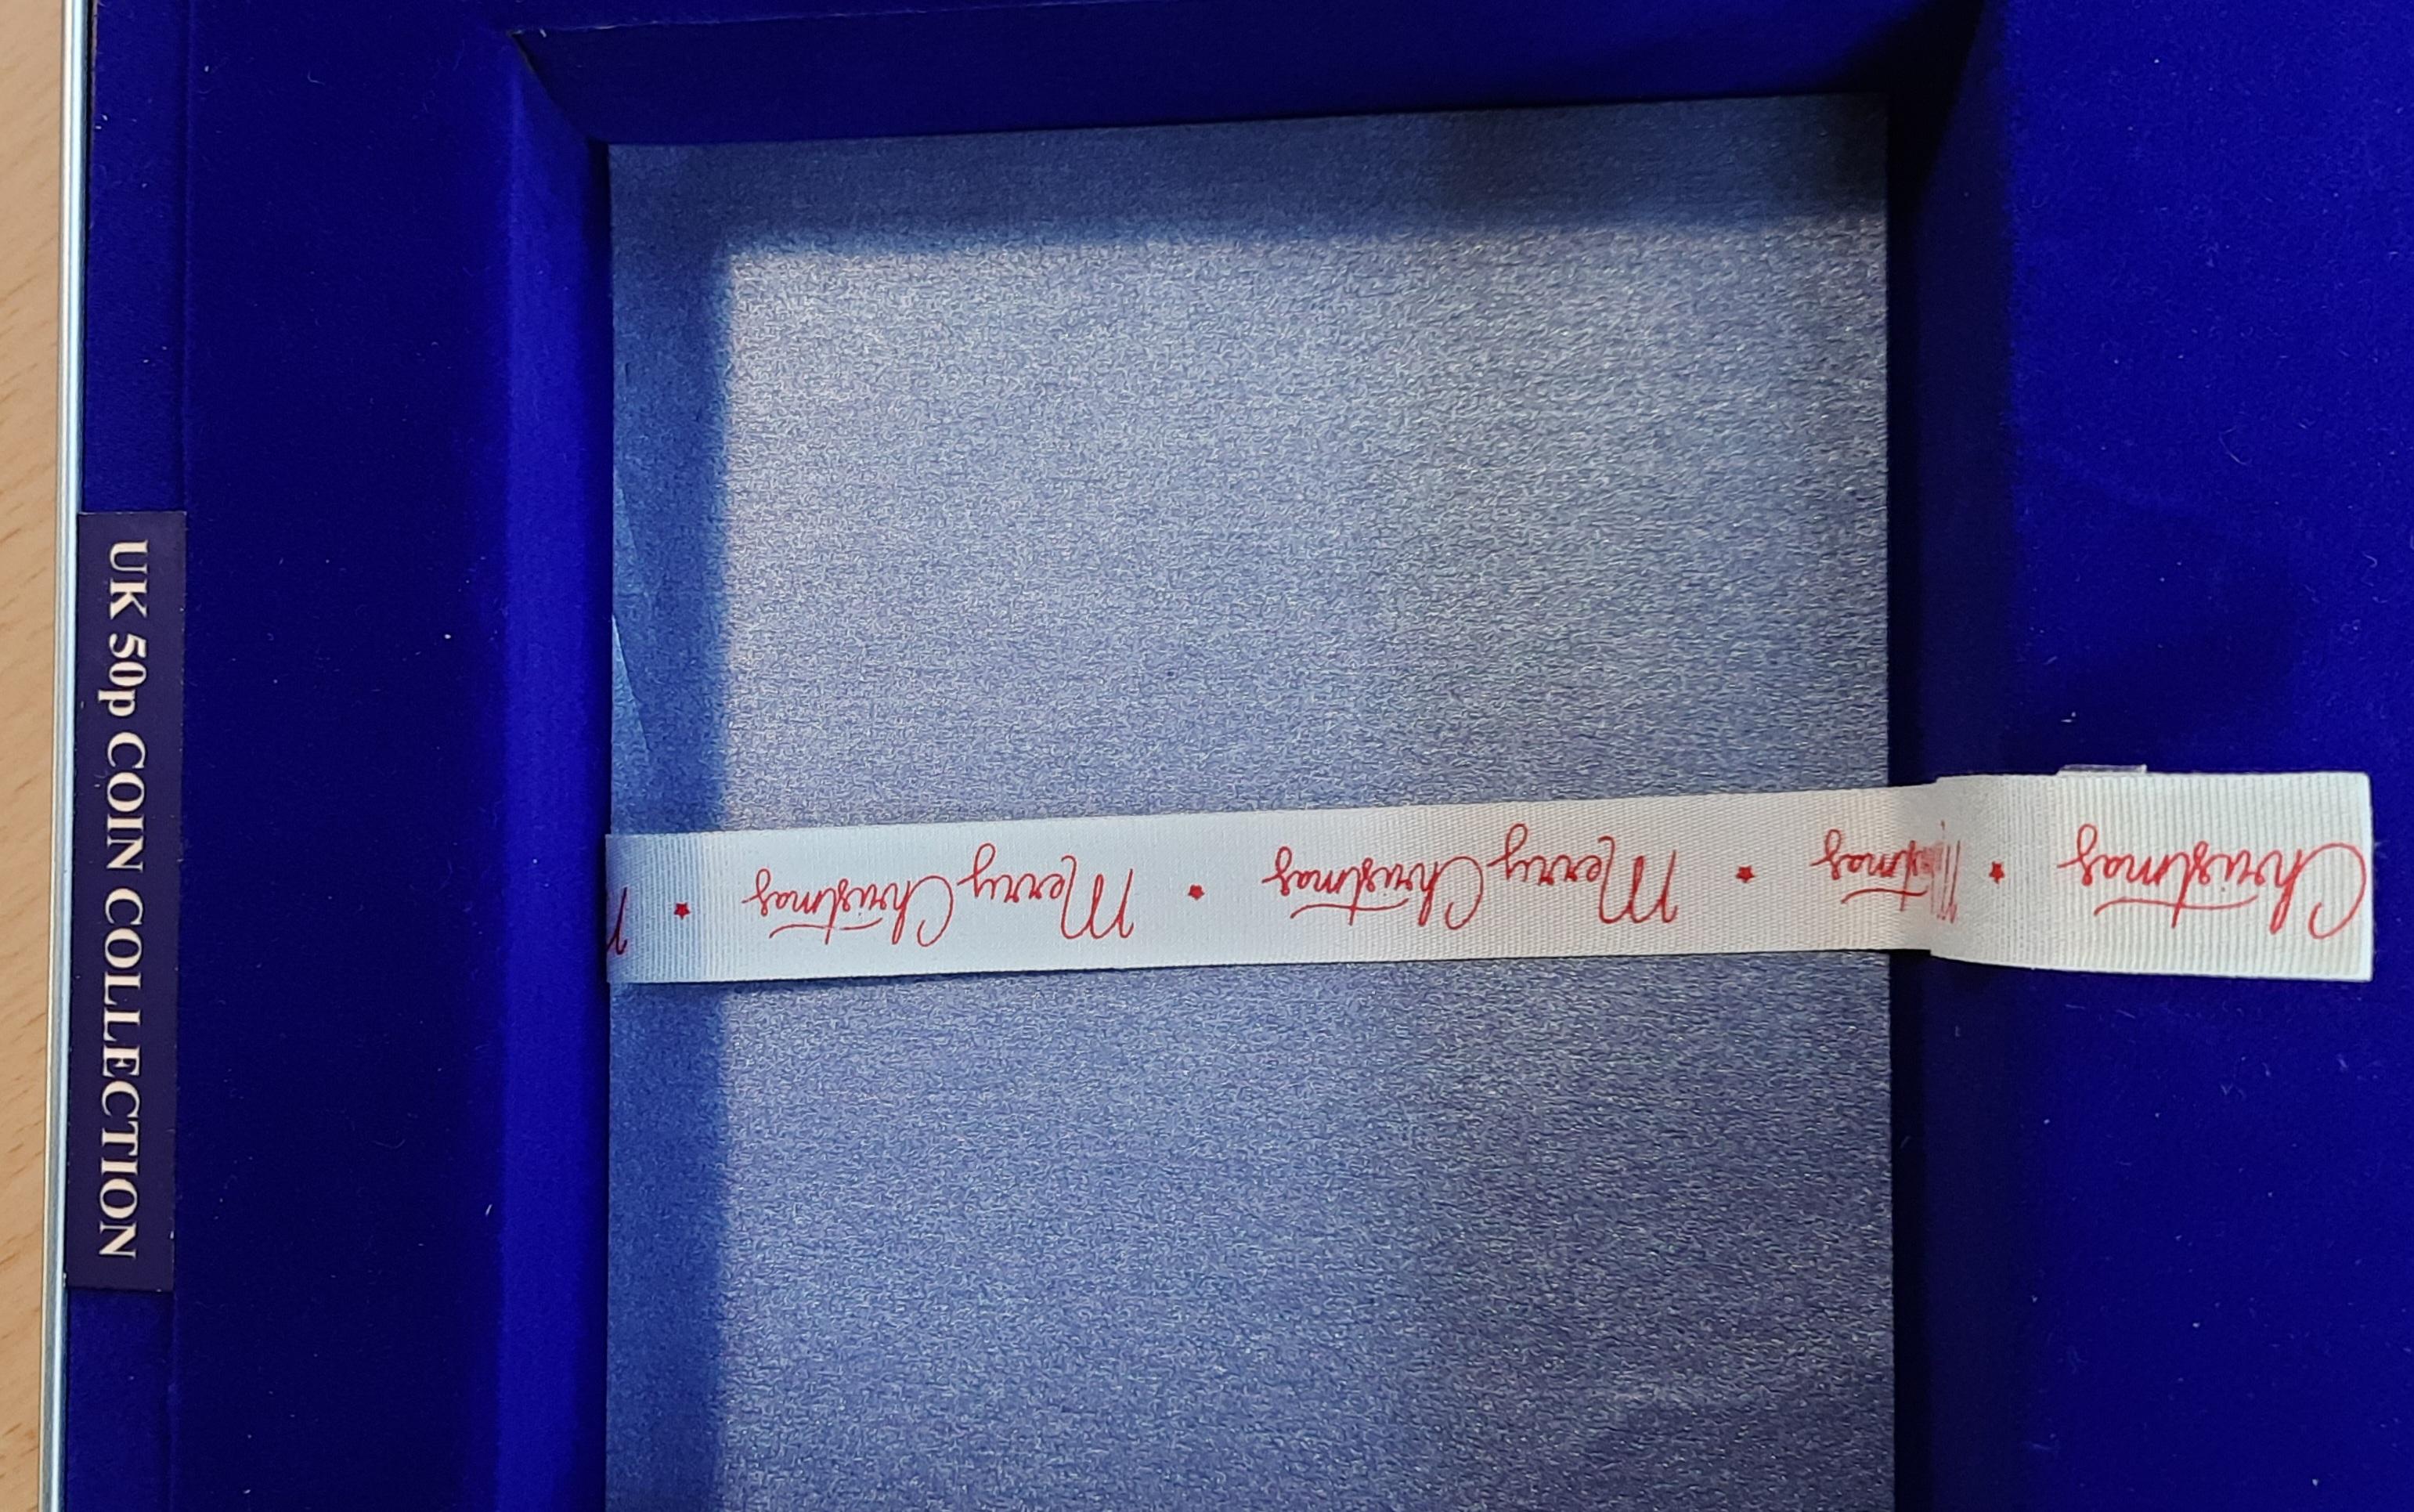 UK 50p COIN COLLECTION
Christmas ★ ★ Merry Christmas ★ Merry Christmas ★